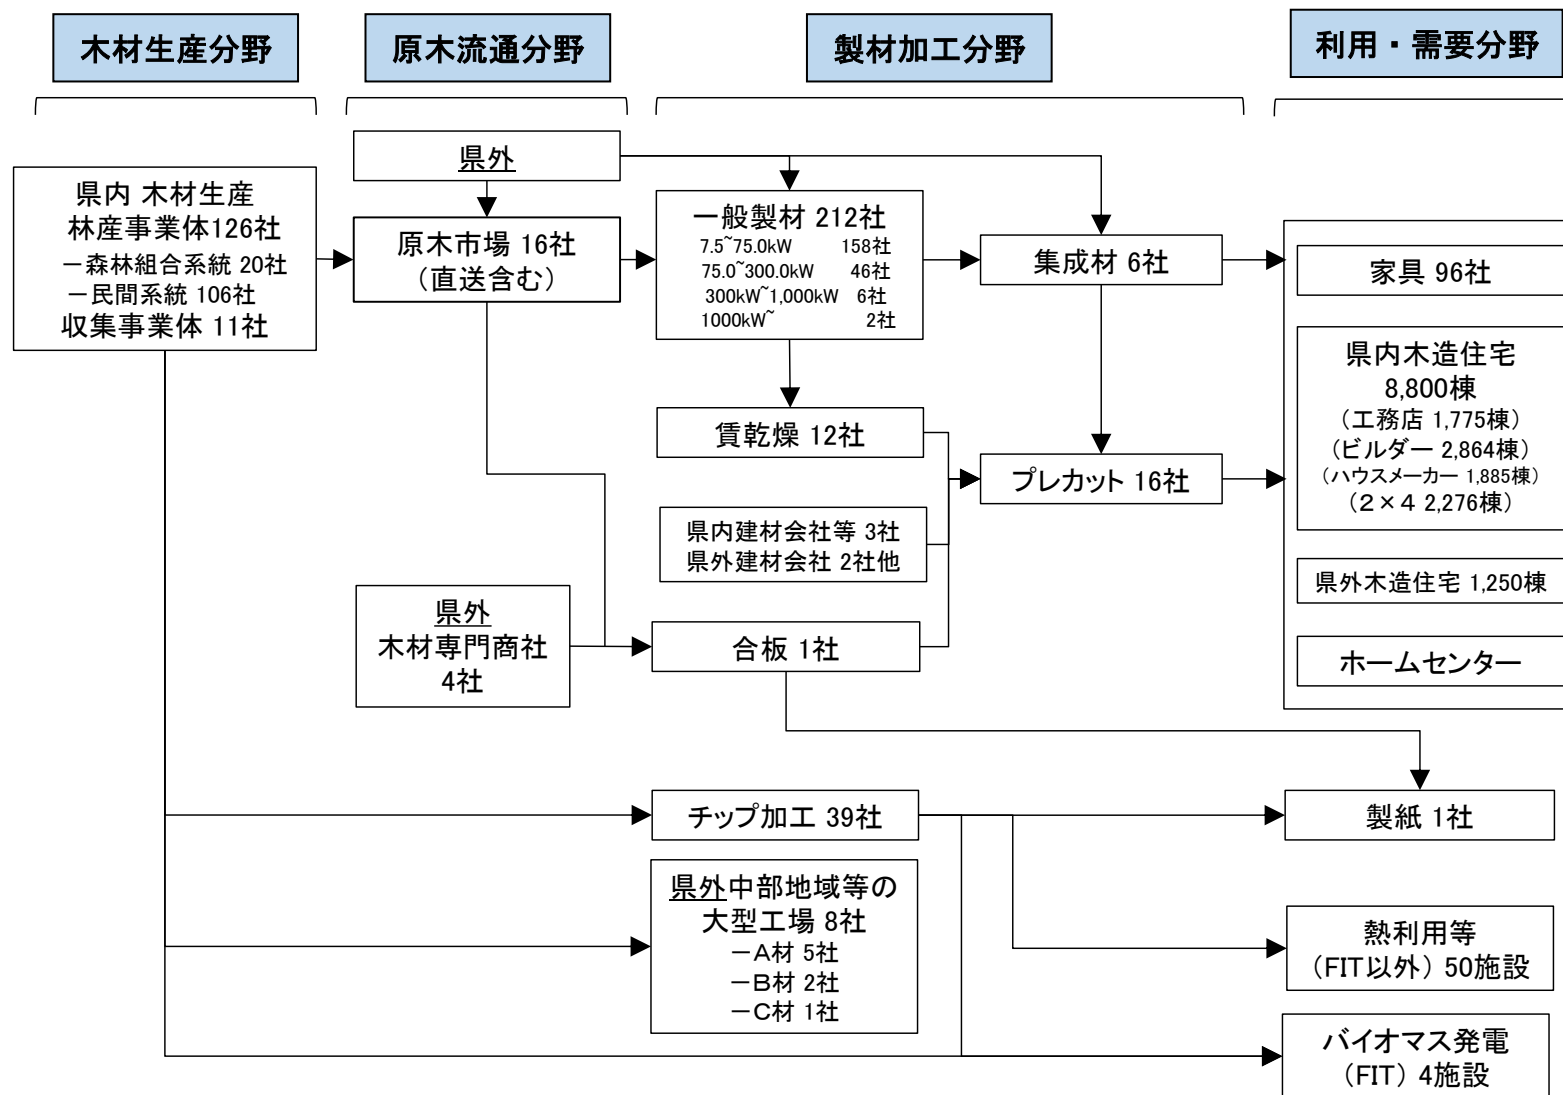 木材生産分野
原木流通分野
製材加工分野
利用・需要分野
県内 木材生産
林産事業体126社
－森林組合系統 20社
－民間系統 106社
収集事業体 11社
県外
原木市場 16社
（直送含む）
県外
木材専門商社
4社
一般製材 212社
7.5~75.0kW 158社
75.0~300.0kW 46社
300kW~1,000kW 6社
1000kW~ 2社
賃乾燥 12社
県内建材会社等 3社
県外建材会社 2社他
合板 1社
チップ加工 39社
県外中部地域等の
大型工場 8社
－Ａ材 5社
－Ｂ材 2社
－Ｃ材 1社
集成材 6社
プレカット 16社
家具 96社
県内木造住宅
8,800棟
（工務店 1,775棟）
（ビルダー 2,864棟）
（ハウスメーカー 1,885棟）
（２×４ 2,276棟）
県外木造住宅 1,250棟
ホームセンター
製紙 1社
熱利用等
（FIT以外） 50施設
バイオマス発電
（FIT） 4施設